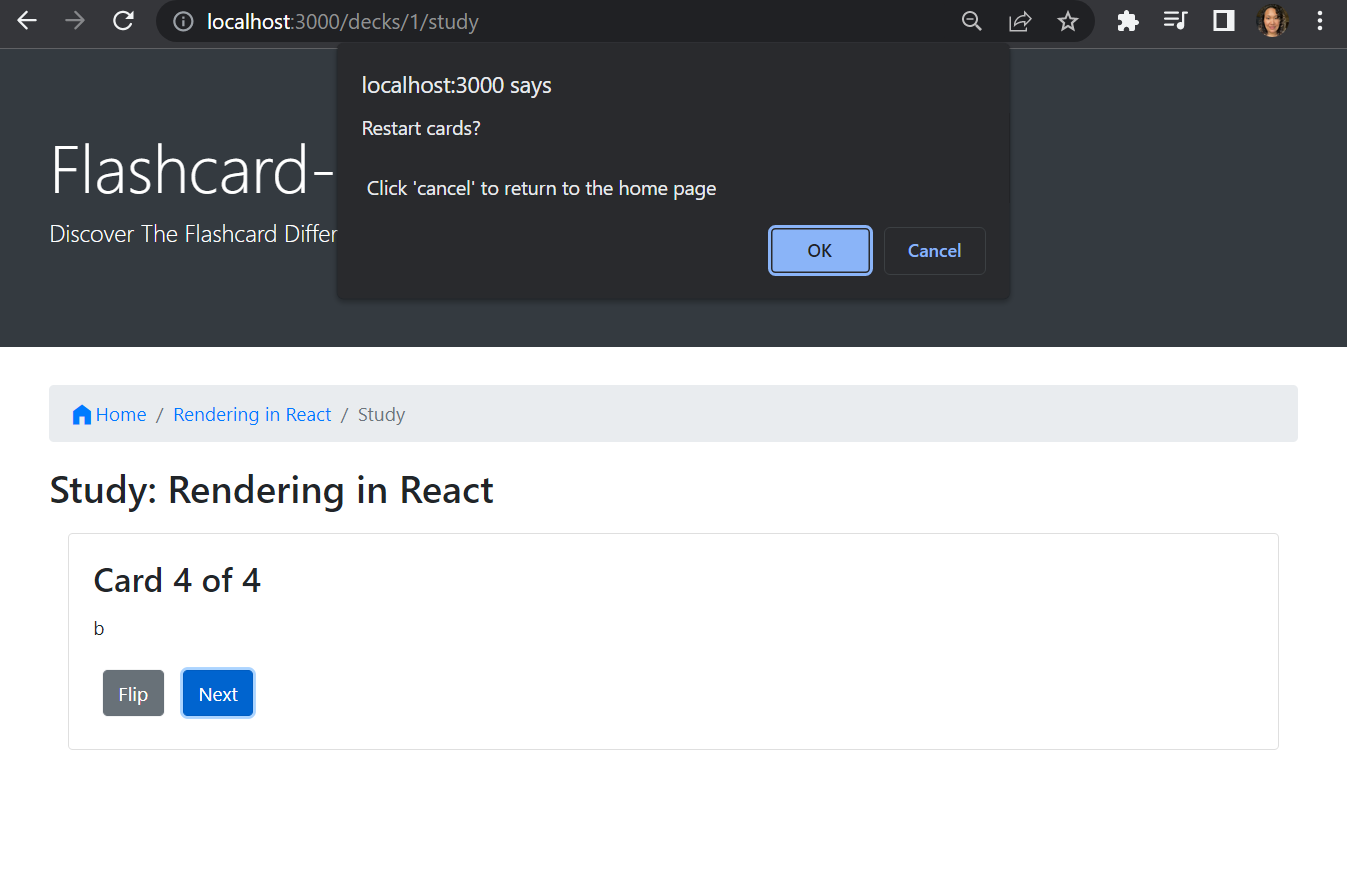 localhost:3000/decks/1/study
localhost:3000 says
Restart cards?
Click 'cancel' to return to the home page
OK Cancel
Flashcard-
Discover The Flashcard Differ
Home / Rendering in React / Study
Study: Rendering in React
Card 4 of 4
b
Flip Next